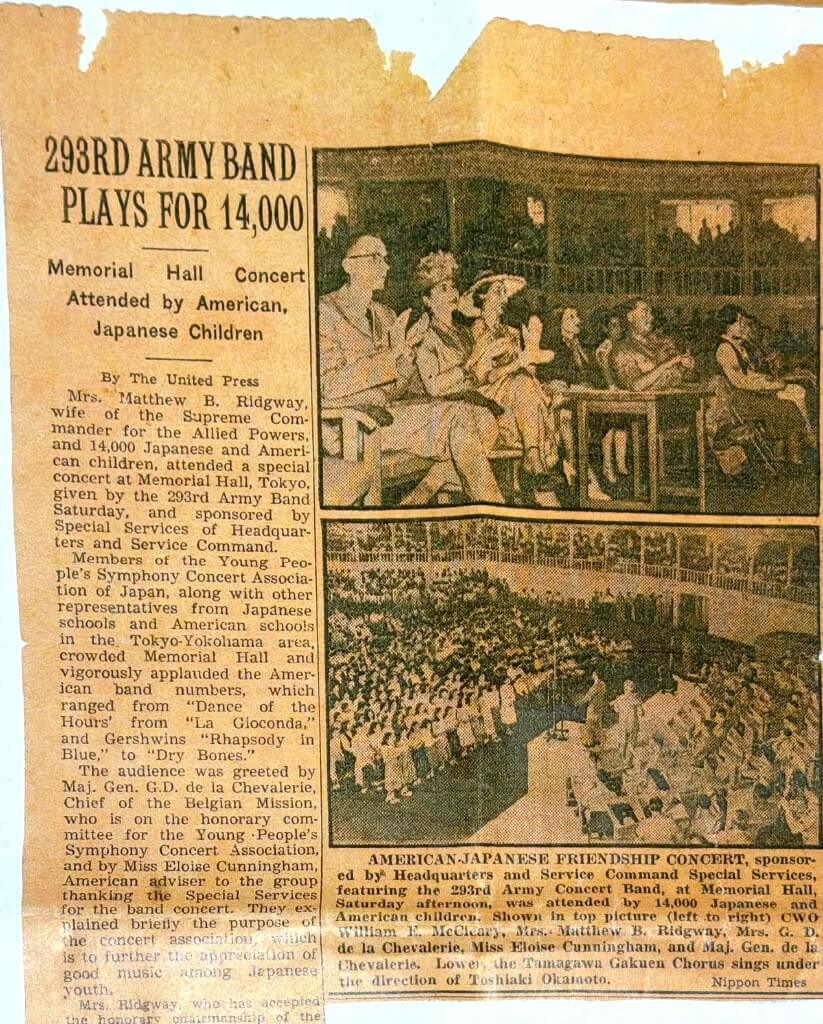 293RD ARMY BAND
PLAYS FOR 14,000
Memorial Hall Concert
Attended by American,
Japanese Children
By The United Press
Mrs. Matthew B. Ridgway,
wife of the Supreme Com-
mander for the Allied Powers,
and 14,000 Japanese and Ameri-
can children, attended a special
concert at Memorial Hall, Tokyo,
given by the 293rd Army Band
Saturday, and sponsored by
Special Services of Headquar-
ters and Service Command.
Members of the Young Peo-
ple's Symphony Concert Associa-
tion of Japan, along with other
representatives from Japanese
schools and American schools
in the Tokyo-Yokohama area,
crowded Memorial Hall and
vigorously applauded the Amer-
ican band numbers, which
ranged from "Dance of the
Hours' from "La Gioconda,"
and Gershwins "Rhapsody in
Blue," to "Dry Bones."
The audience was greeted by
Maj. Gen. G.D. de la Chevalerie,
Chief of the Belgian Mission,
who is on the honorary com-
mittee for the Young People's
Symphony Concert Association,
and by Miss Eloise Cunningham,
American adviser to the group
thanking the Special Services
for the band concert. They ex-
plained briefly the purpose of
the concert association, which
is to further the appreciation of
good music among Japanese
youth.
Mrs. Ridgway, who has accepted
the honorary chairmanship of the
AMERICAN-JAPANESE FRIENDSHIP CONCERT, sponsor-
ed by Headquarters and Service Command Special Services,
featuring the 293rd Army Concert Band, at Memorial Hall,
Saturday afternoon, was attended by 14,000 Japanese and
American children. Shown in top picture (left to right) CWO
William E. McCleary, Mrs. Matthew B. Ridgway, Mrs. G. D.
de la Chevalerie, Miss Eloise Cunningham, and Maj. Gen. de la
Chevalerie. Lower, the Tamagawa Gakuen Chorus sings under
the direction of Toshiaki Okamoto. Nippon Times